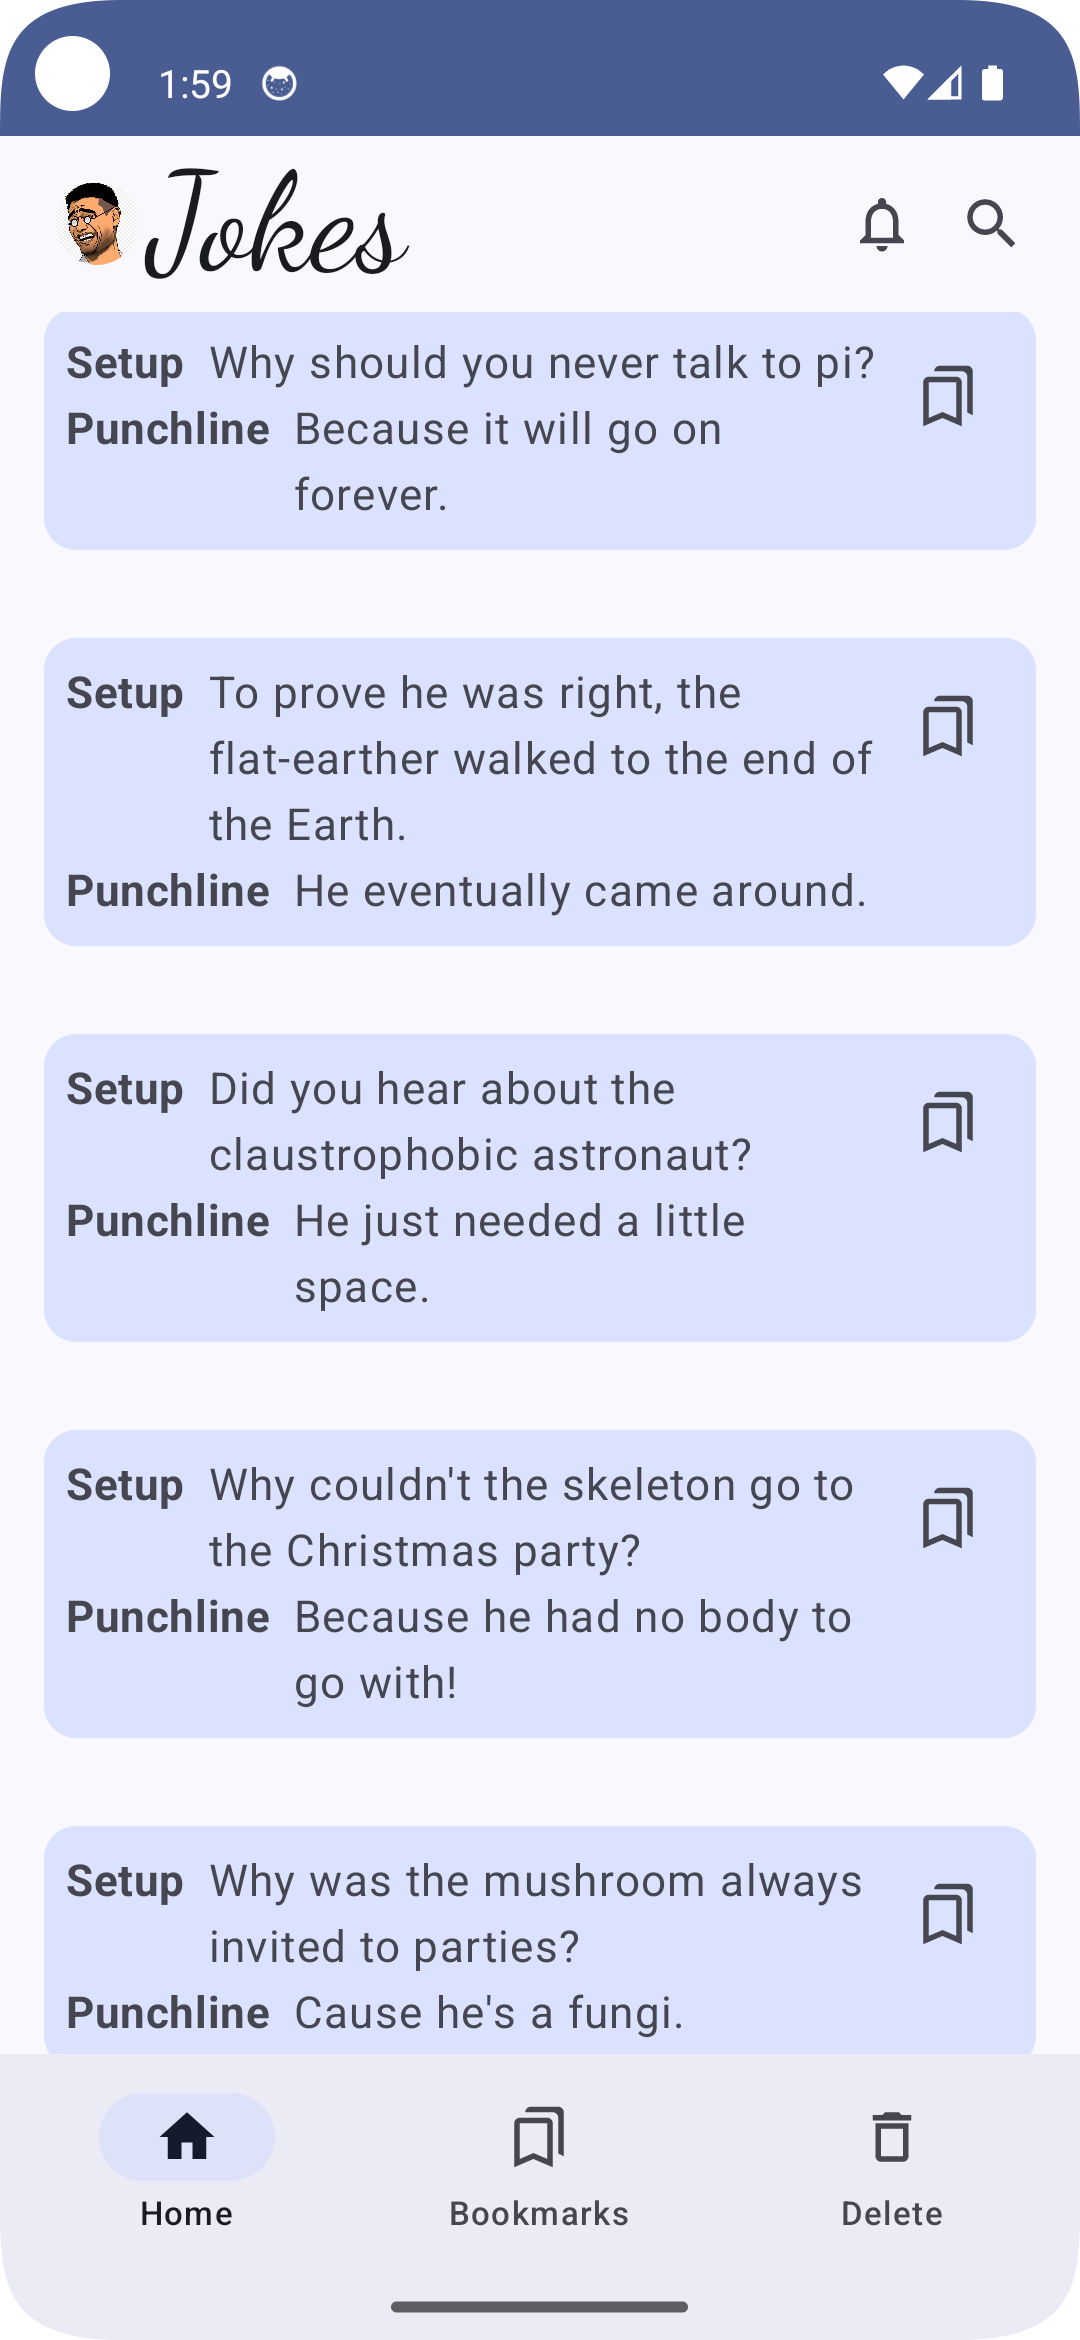 1:59
Jokes
Setup Why should you never talk to pi?
Punchline Because it will go on
forever.
Setup To prove he was right, the
flat-earther walked to the end of
the Earth.
Punchline He eventually came around.
Setup Did you hear about the
claustrophobic astronaut?
Punchline He just needed a little
space.
Setup Why couldn't the skeleton go to
the Christmas party?
Punchline Because he had no body to
go with!
Setup Why was the mushroom always
invited to parties?
Punchline Cause he's a fungi.
Home Bookmarks Delete